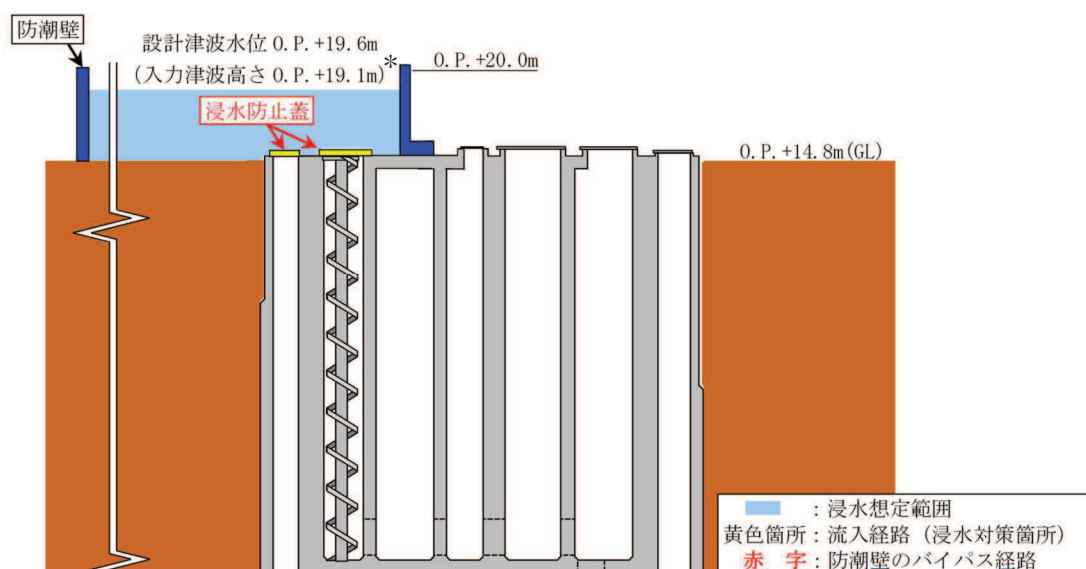 防潮壁
設計津波水位 O.P.+19.6m
(入力津波高さ O.P.+19.1m)*
O.P.+20.0m
浸水防止蓋
O.P.+14.8m(GL)
:浸水想定範囲
黄色箇所:流入経路(浸水対策箇所)
赤 字:防潮壁のバイパス経路